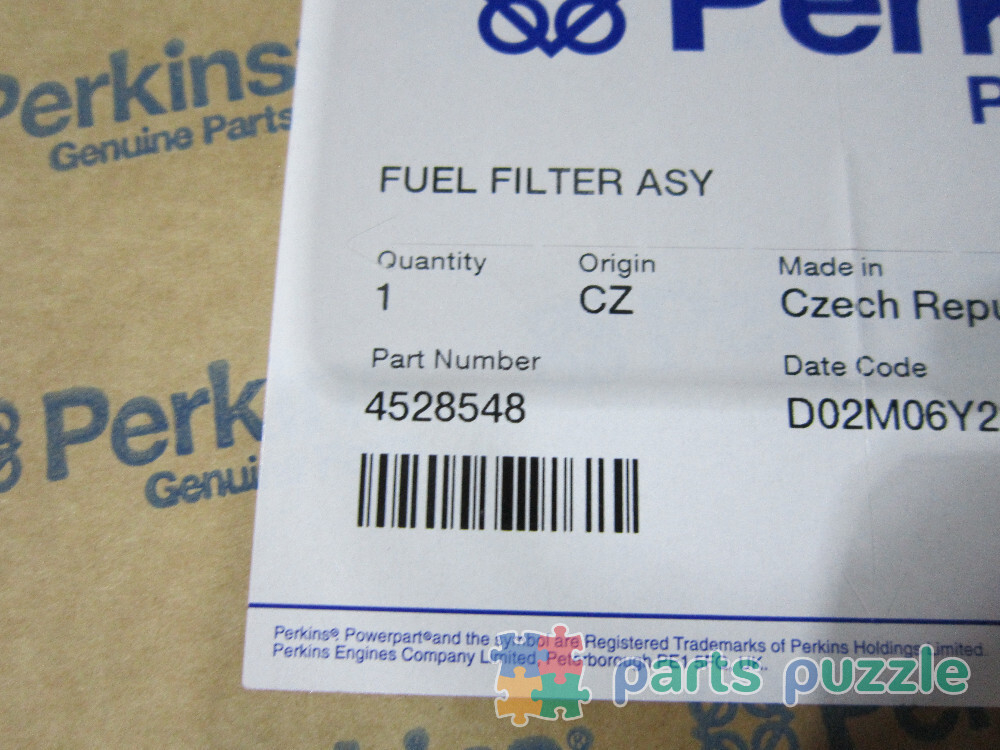 Perkins
Genuine Parts
Perkins
P
FUEL FILTER ASY
Quantity Origin Made in
1 CZ Czech Repu
Part Number Date Code
4528548 D02M06Y2
Perk
Genui
Perkins® Powerpart®and the symbol are Registered Trademarks of Perkins Holdings Limited.
Perkins Engines Company Limited, Peterborough PE1 5FQ UK.
parts puzzle
Perkins®